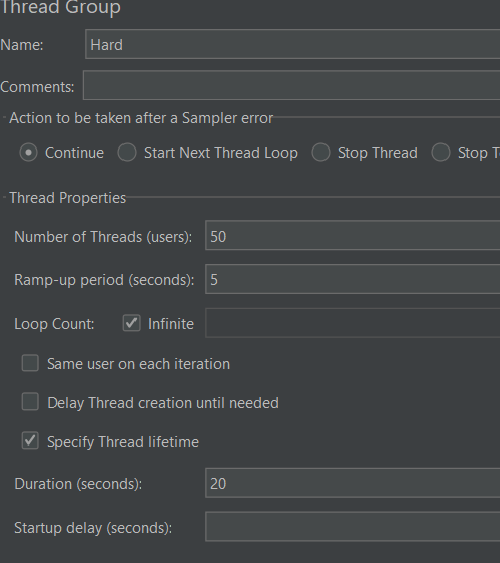 Thread Group
Name: Hard
Comments:
Action to be taken after a Sampler error
Continue Start Next Thread Loop Stop Thread Stop
Thread Properties
Number of Threads (users): 50
Ramp-up period (seconds): 5
Loop Count: Infinite
Same user on each iteration
Delay Thread creation until needed
Specify Thread lifetime
Duration (seconds): 20
Startup delay (seconds):